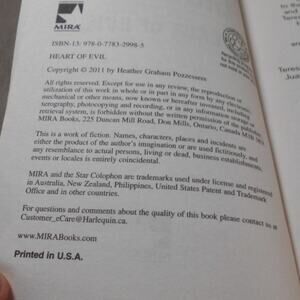 MIRA
ISBN-13: 978-0-7783-2998-5
HEART OF EVIL
Copyright © 2011 by Heather Graham Pozzessere
All rights reserved. Except for use in any review, the reproduction or
utilization of this work in whole or in part in any form by any electronic,
mechanical or other means, now known or hereafter invented, including
xerography, photocopying and recording, or in any information storage or
retrieval system, is forbidden without the written permission of the publisher,
MIRA Books, 225 Duncan Mill Road, Don Mills, Ontario, Canada M3B 3K9.
This is a work of fiction. Names, characters, places and incidents are
either the product of the author's imagination or are used fictitiously, and
any resemblance to actual persons, living or dead, business establishments,
events or locales is entirely coincidental.
MIRA and the Star Colophon are trademarks used under license and registered
in Australia, New Zealand, Philippines, United States Patent and Trademark
Office and in other countries.
For questions and comments about the quality of this book please contact us at
Customer_eCare@Harlequin.ca.
www.MIRABooks.com
Printed in U.S.A.